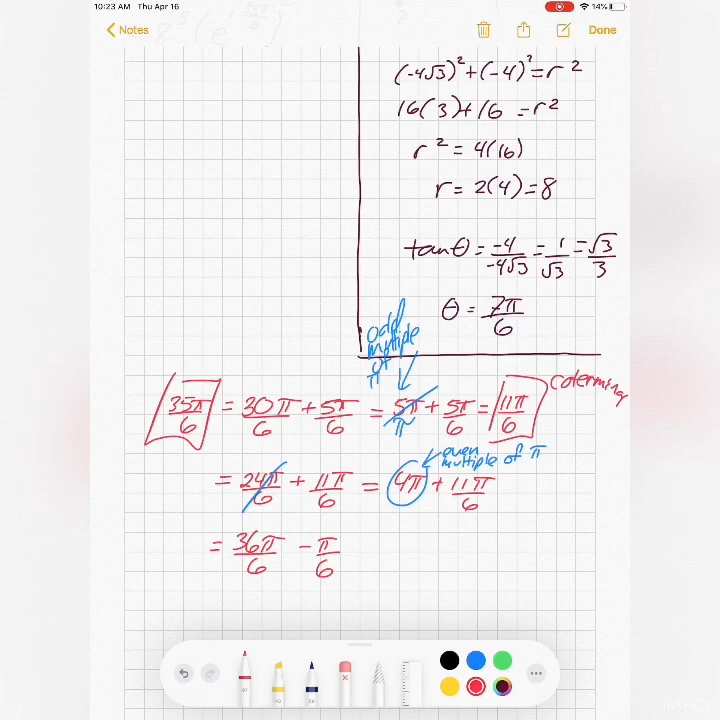 10:23 AM Thu Apr 16
14%
Notes
Done
(-4√3)² + (-4)² = r²
16(3) + 16 = r²
r² = 4(16)
r = 2(4) = 8
tanθ = -4/-4√3 = 1/√3 = √3/3
θ = 7π/6
odd
multiple
of
π
35π/6 = 30π/6 + 5π/6 = 5π + 5π/6 = 11π/6 coterminal
π
even
multiple of π
= 24π/6 + 11π/6 = 4π + 11π/6
= 36π/6 - π/6